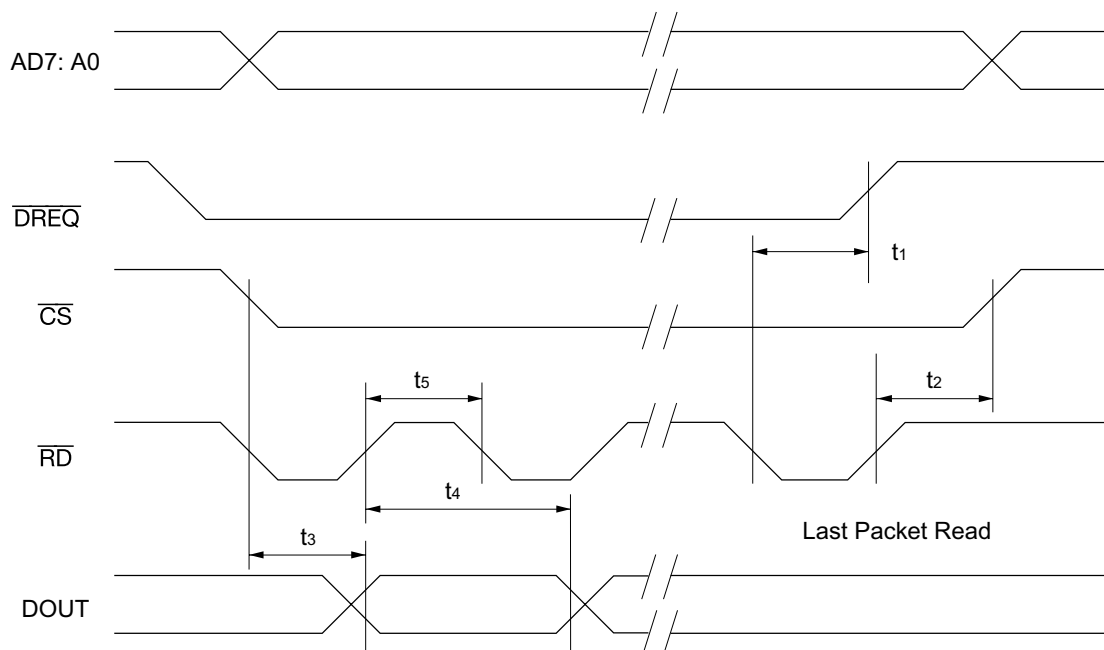 AD7: A0
DREQ
t1
CS
t2
t5
RD
t4
Last Packet Read
t3
DOUT